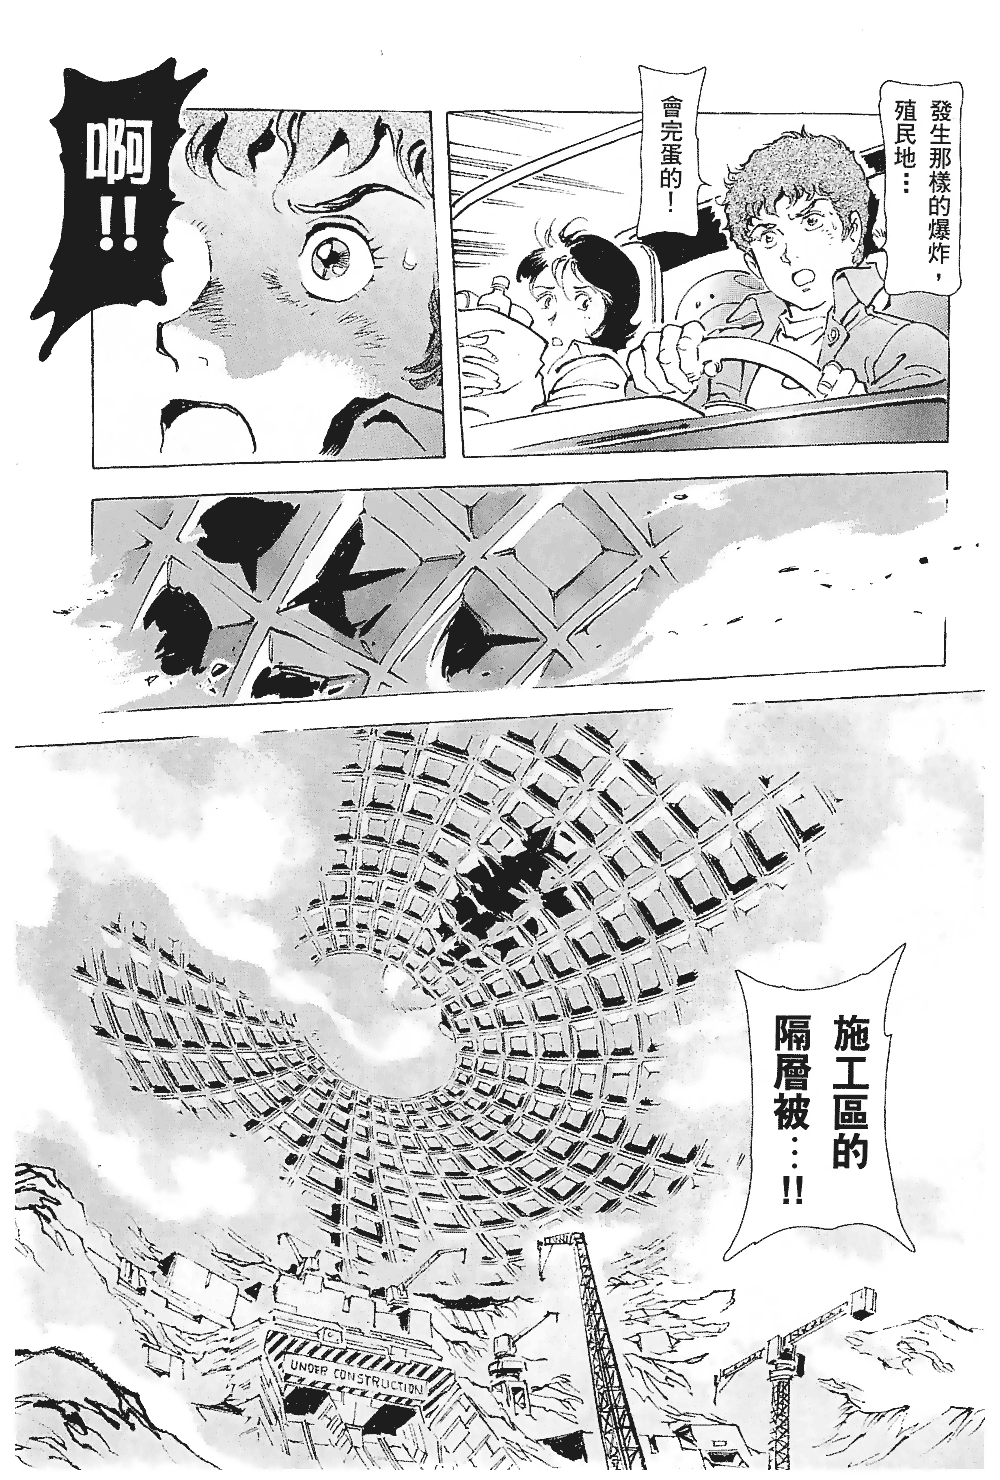 發生那樣的爆炸，
殖民地…
會完蛋的！
啊!!
施工區的
隔層被…!!
UNDER CONSTRUCTION